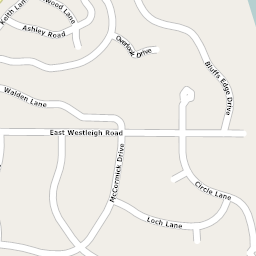 Keith Lan
wood Lane
Ashley Road
Overlook Drive
Bluffs Edge Drive
Walden Lane
East Westleigh Road
McCormick Drive
Circle Lane
Loch Lane